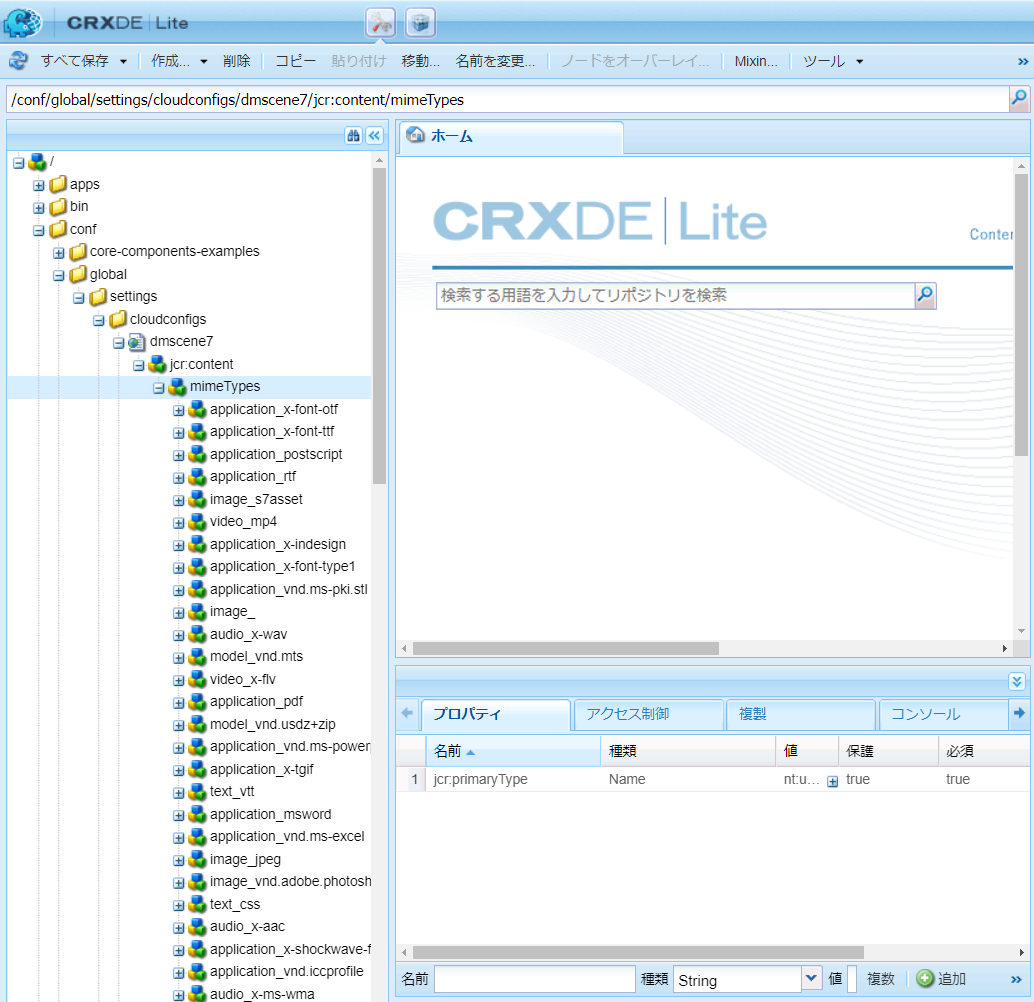 CRXDE | Lite
すべて保存 作成... 削除 コピー 貼り付け 移動... 名前を変更... ノードをオーバーレイ... Mixin... ツール
/conf/global/settings/cloudconfigs/dmscene7/jcr:content/mimeTypes
/
apps
bin
conf
core-components-examples
global
settings
cloudconfigs
dmscene7
jcr:content
mimeTypes
application_x-font-otf
application_x-font-ttf
application_postscript
application_rtf
image_s7asset
video_mp4
application_x-indesign
application_x-font-type1
application_vnd.ms-pki.stl
image_
audio_x-wav
model_vnd.mts
video_x-flv
application_pdf
model_vnd.usdz+zip
application_vnd.ms-power
application_x-tgif
text_vtt
application_msword
application_vnd.ms-excel
image_jpeg
image_vnd.adobe.photosh
text_css
audio_x-aac
application_x-shockwave-f
application_vnd.iccprofile
audio_x-ms-wma
ホーム
CRXDE | Lite
Conter
検索する用語を入力してリポジトリを検索
プロパティ アクセス制御 複製 コンソール
名前 種類 値 保護 必須
1 jcr:primaryType Name nt:u... true true
名前 種類 String 値 複数 追加